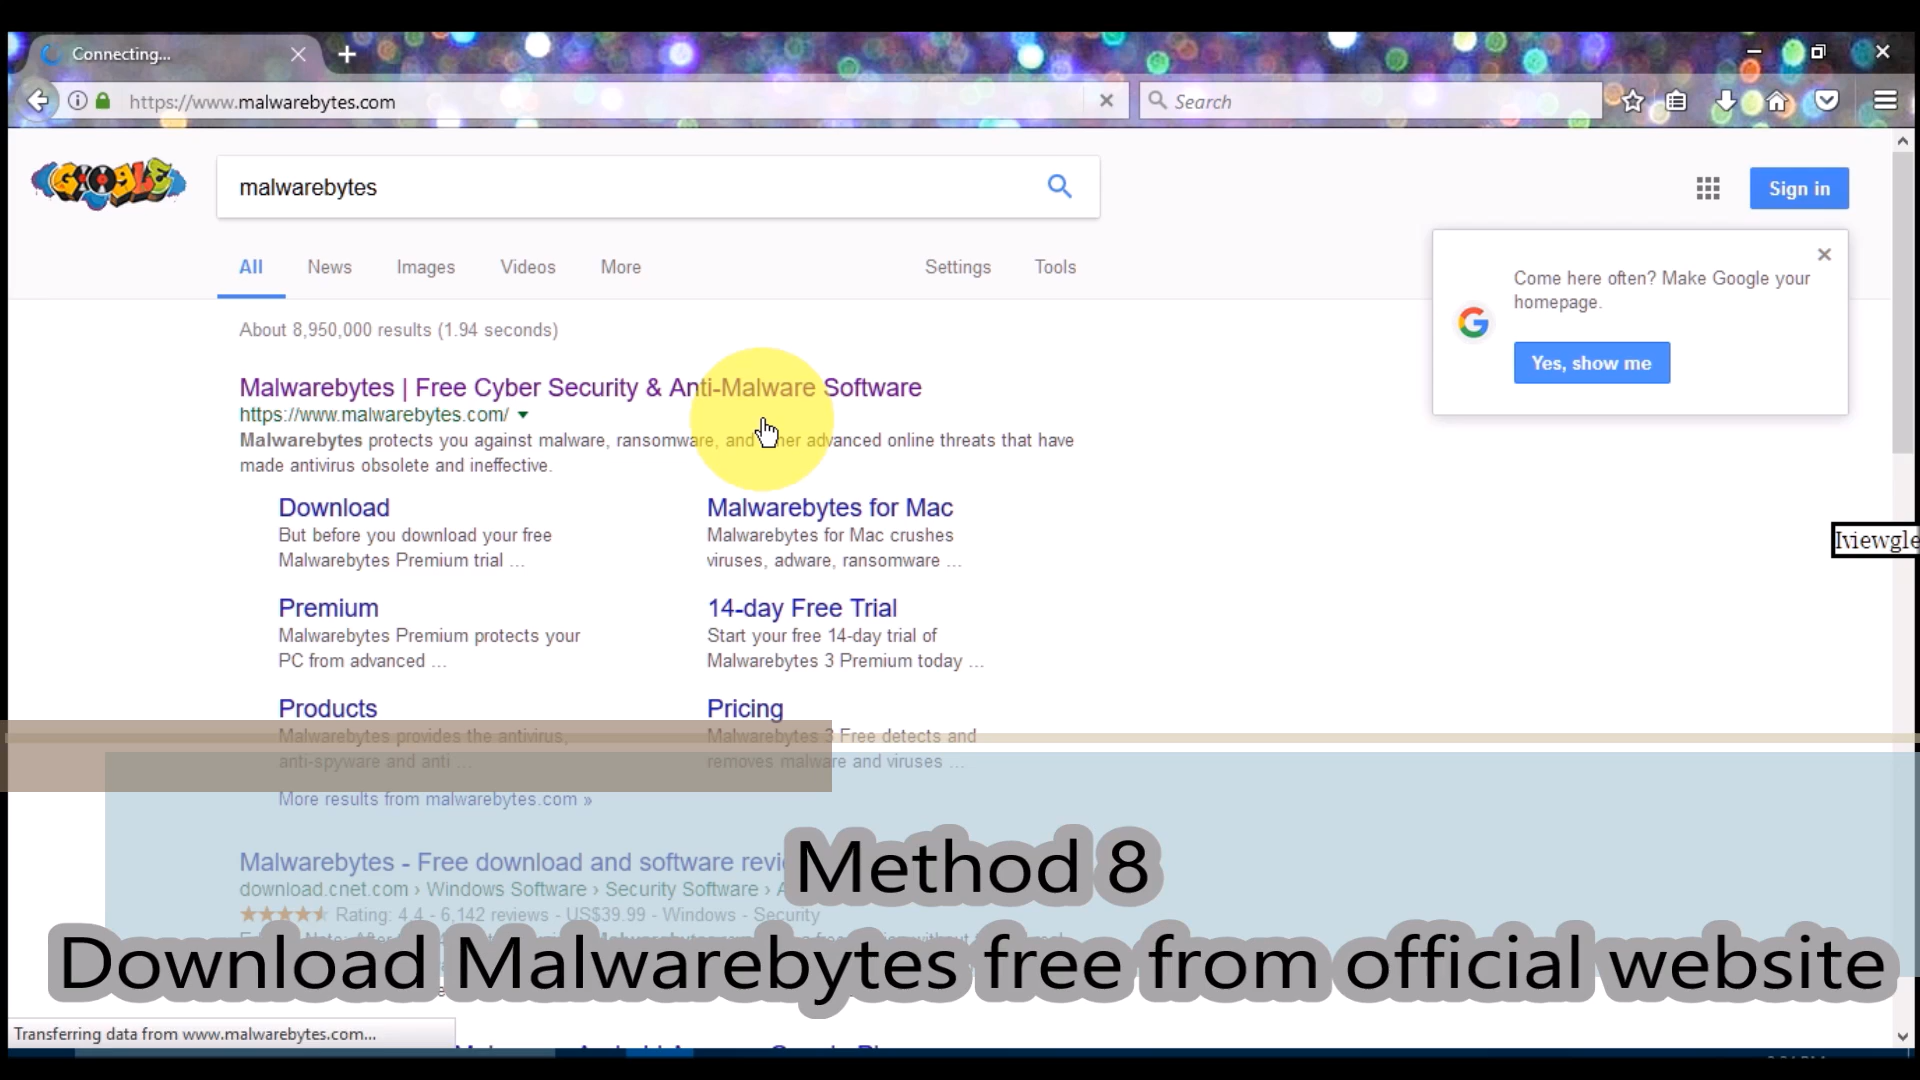 Connecting...
https://www.malwarebytes.com
Search
Google
malwarebytes
Sign in
All News Images Videos More Settings Tools
Come here often? Make Google your
homepage.
Yes, show me
About 8,950,000 results (1.94 seconds)
Malwarebytes | Free Cyber Security & Anti-Malware Software
https://www.malwarebytes.com/
Malwarebytes protects you against malware, ransomware, and other advanced online threats that have
made antivirus obsolete and ineffective.
Download
But before you download your free
Malwarebytes Premium trial ...
Malwarebytes for Mac
Malwarebytes for Mac crushes
viruses, adware, ransomware ...
Iviewgle
Premium
Malwarebytes Premium protects your
PC from advanced ...
14-day Free Trial
Start your free 14-day trial of
Malwarebytes 3 Premium today ...
Products
Malwarebytes provides the antivirus,
anti-spyware and anti ...
Pricing
Malwarebytes 3 Free detects and
removes malware and viruses ...
More results from malwarebytes.com »
Malwarebytes - Free download and software revi
download.cnet.com › Windows Software › Security Software ›
Rating: 4.4 - 6,142 reviews - US$39.99 - Windows - Security
Method 8
Download Malwarebytes free from official website
Transferring data from www.malwarebytes.com...